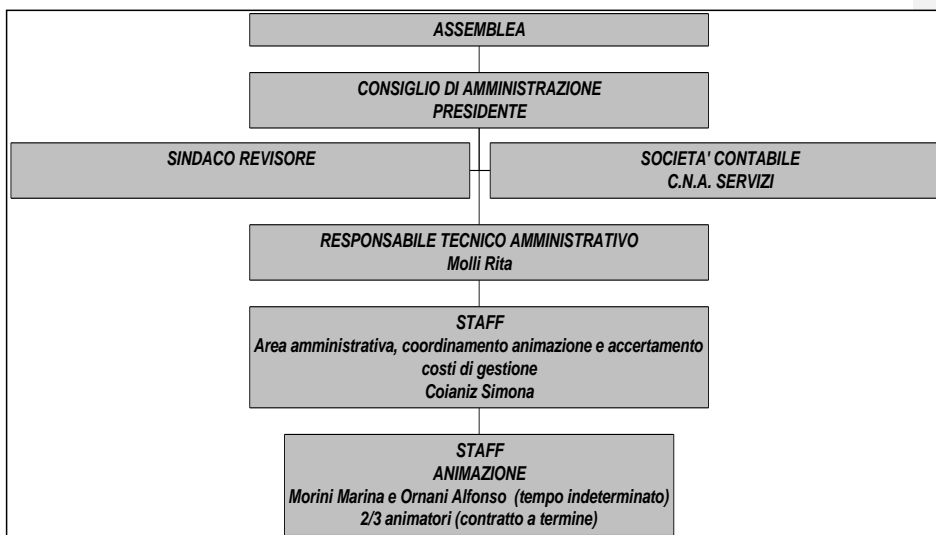 ASSEMBLEA
CONSIGLIO DI AMMINISTRAZIONE
PRESIDENTE
SINDACO REVISORE
SOCIETA' CONTABILE
C.N.A. SERVIZI
RESPONSABILE TECNICO AMMINISTRATIVO
Molli Rita
STAFF
Area amministrativa, coordinamento animazione e accertamento
costi di gestione
Coianiz Simona
STAFF
ANIMAZIONE
Morini Marina e Ornani Alfonso (tempo indeterminato)
2/3 animatori (contratto a termine)